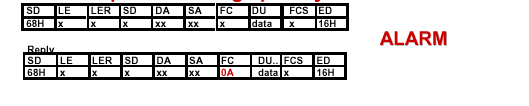 SD LE LER SD DA SA FC DU FCS ED
68H x x x xx xx x data x 16H
ALARM
Reply
SD LE LER SD DA SA FC DU.. FCS ED
68H x x x xx xx 0A data x 16H